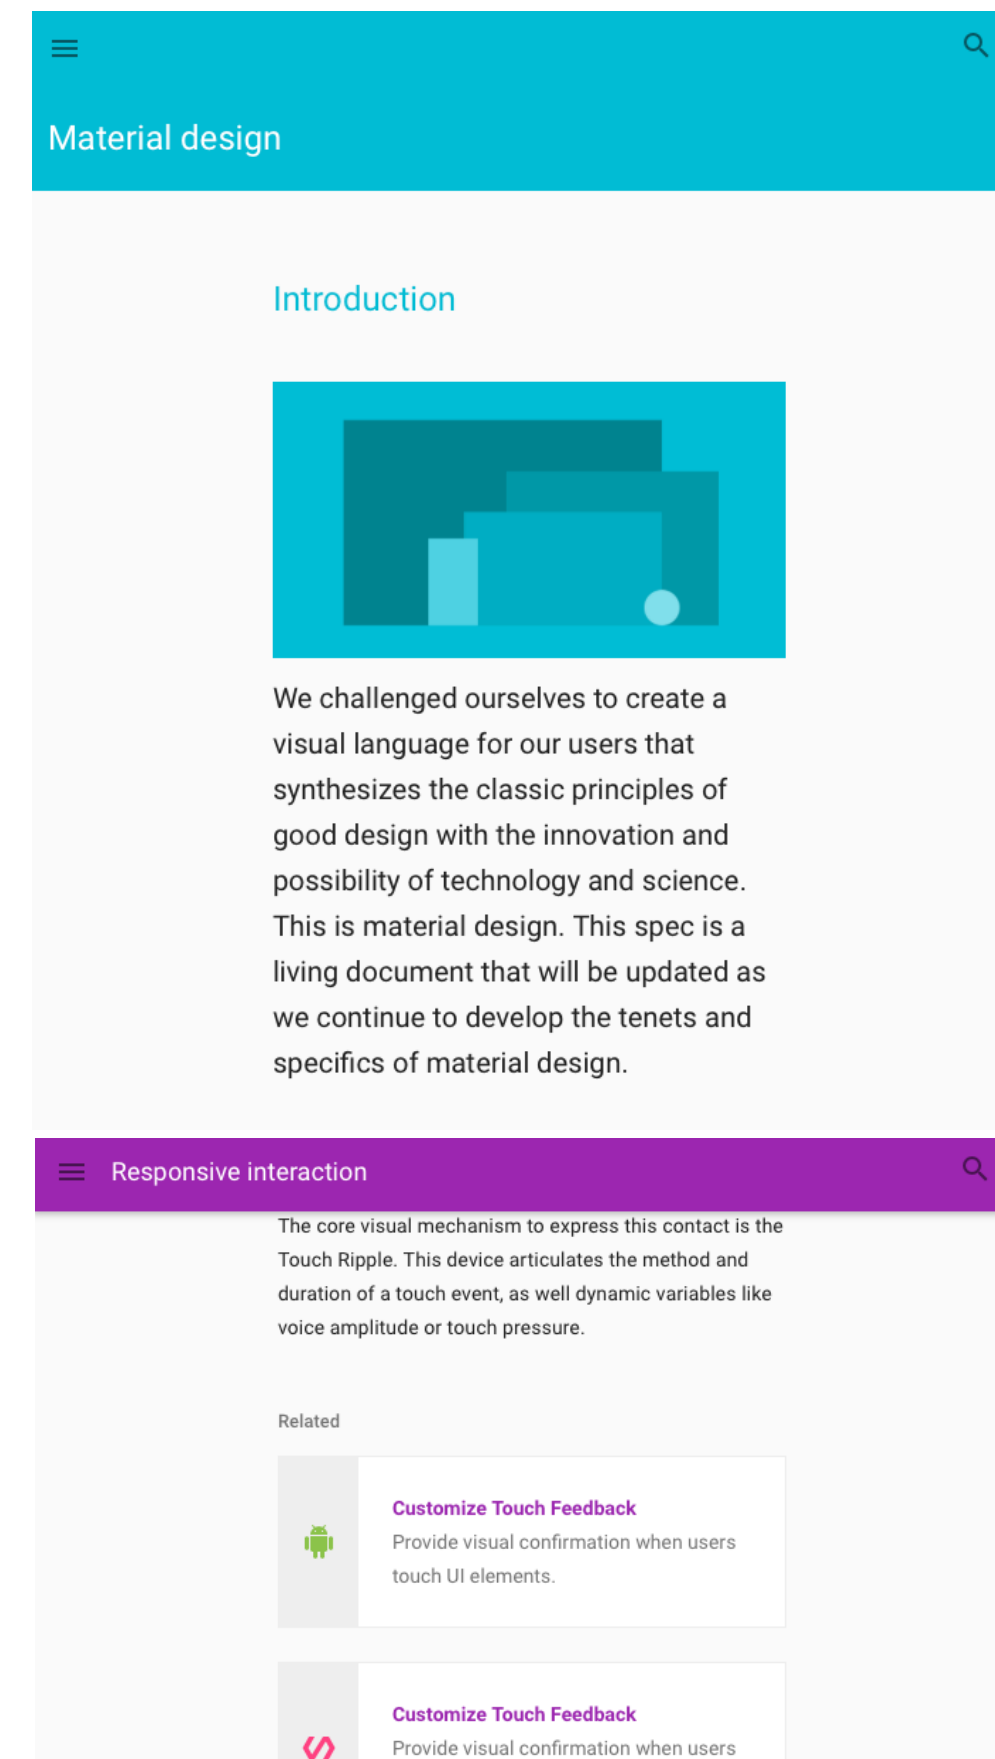 Material design
Introduction
We challenged ourselves to create a
visual language for our users that
synthesizes the classic principles of
good design with the innovation and
possibility of technology and science.
This is material design. This spec is a
living document that will be updated as
we continue to develop the tenets and
specifics of material design.
Responsive interaction
The core visual mechanism to express this contact is the
Touch Ripple. This device articulates the method and
duration of a touch event, as well dynamic variables like
voice amplitude or touch pressure.
Related
Customize Touch Feedback
Provide visual confirmation when users
touch UI elements.
Customize Touch Feedback
Provide visual confirmation when users